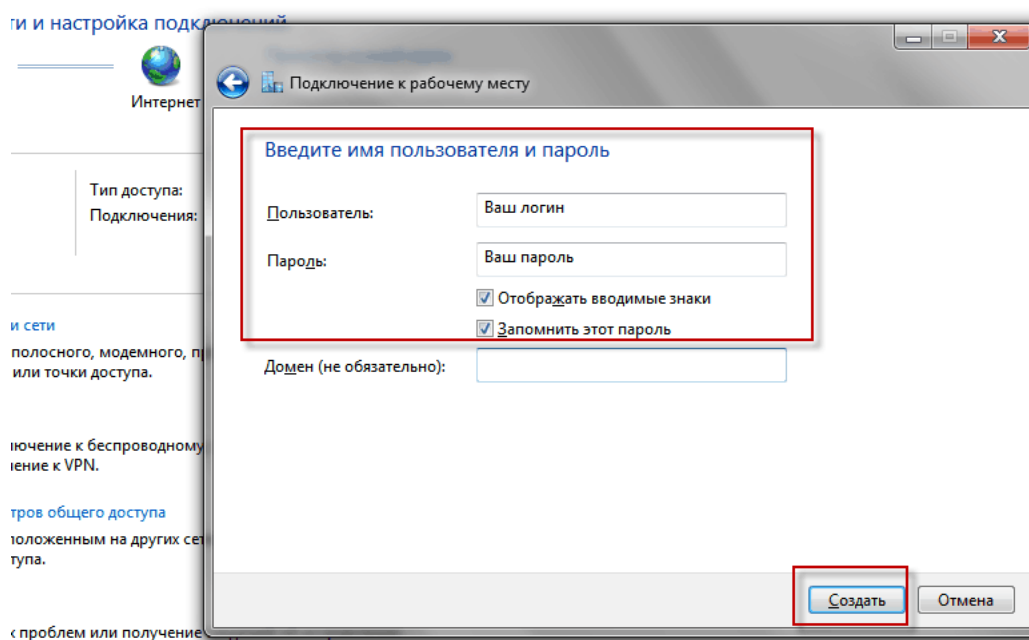 ти и настройка подключений
Интернет
Тип доступа:
Подключения:
и сети
полосного, модемного,
или точки доступа.
ючение к беспроводному
ение к VPN.
тров общего доступа
положенным на других сет
тупа.
к проблем или получение
Подключение к рабочему месту
Введите имя пользователя и пароль
Пользователь:
Ваш логин
Пароль:
Ваш пароль
Отображать вводимые знаки
Запомнить этот пароль
Домен (не обязательно):
Создать
Отмена